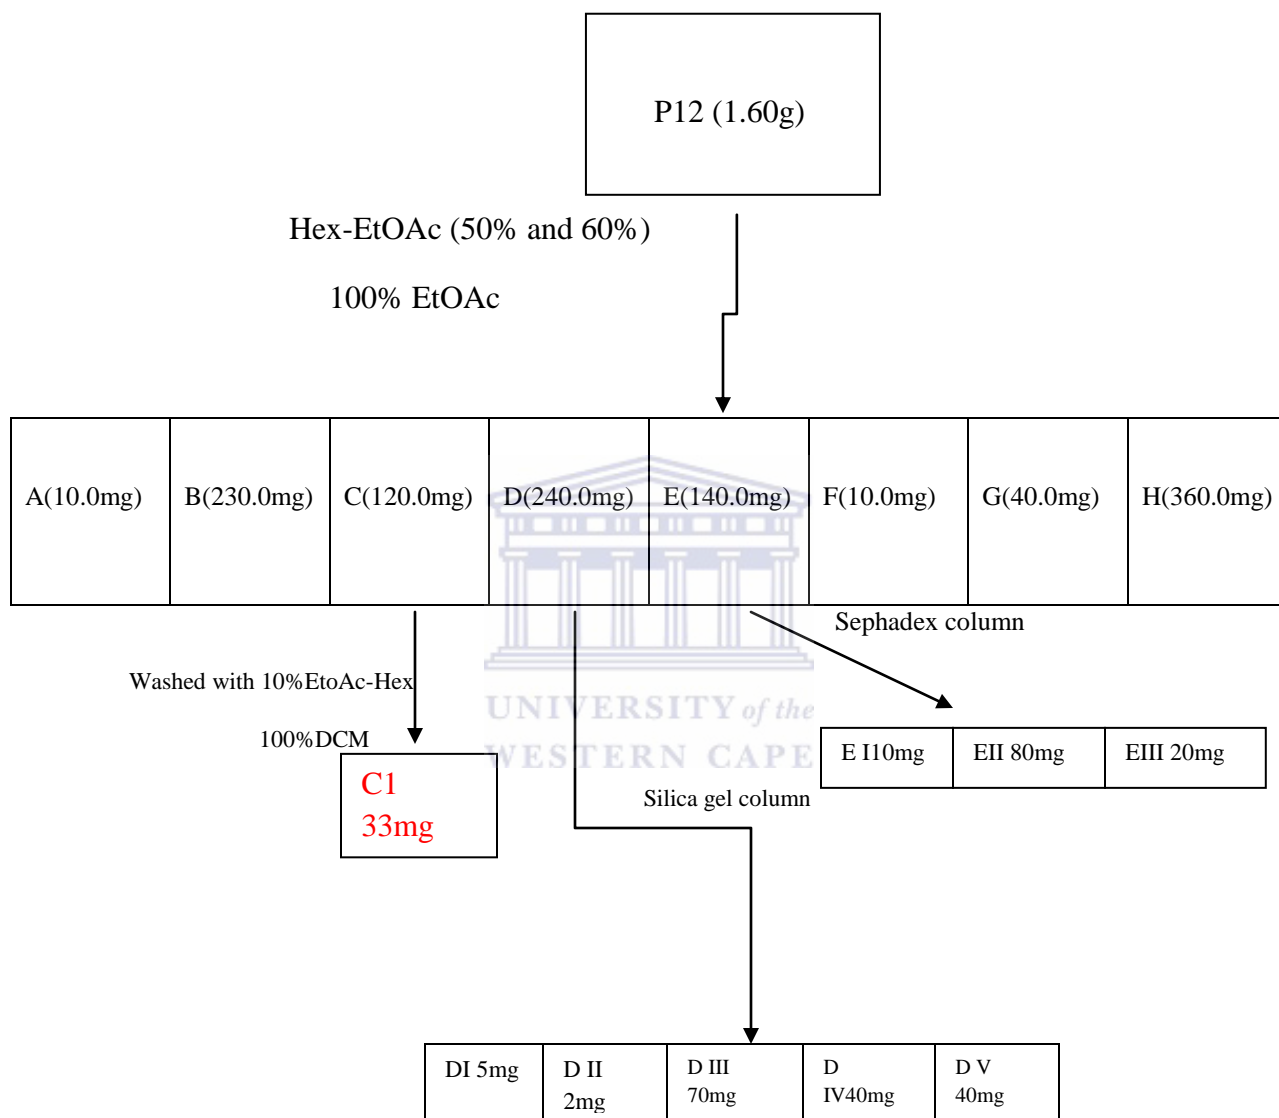 P12 (1.60g)
Hex-EtOAc (50% and 60%)
100% EtOAc
A(10.0mg)
B(230.0mg)
C(120.0mg)
D(240.0mg)
E(140.0mg)
F(10.0mg)
G(40.0mg)
H(360.0mg)
Sephadex column
Washed with 10%EtoAc-Hex
100%DCM
UNIVERSITY of the
WESTERN CAPE
C1
33mg
E I10mg
EII 80mg
EIII 20mg
Silica gel column
DI 5mg
D II
2mg
D III
70mg
D
IV40mg
D V
40mg